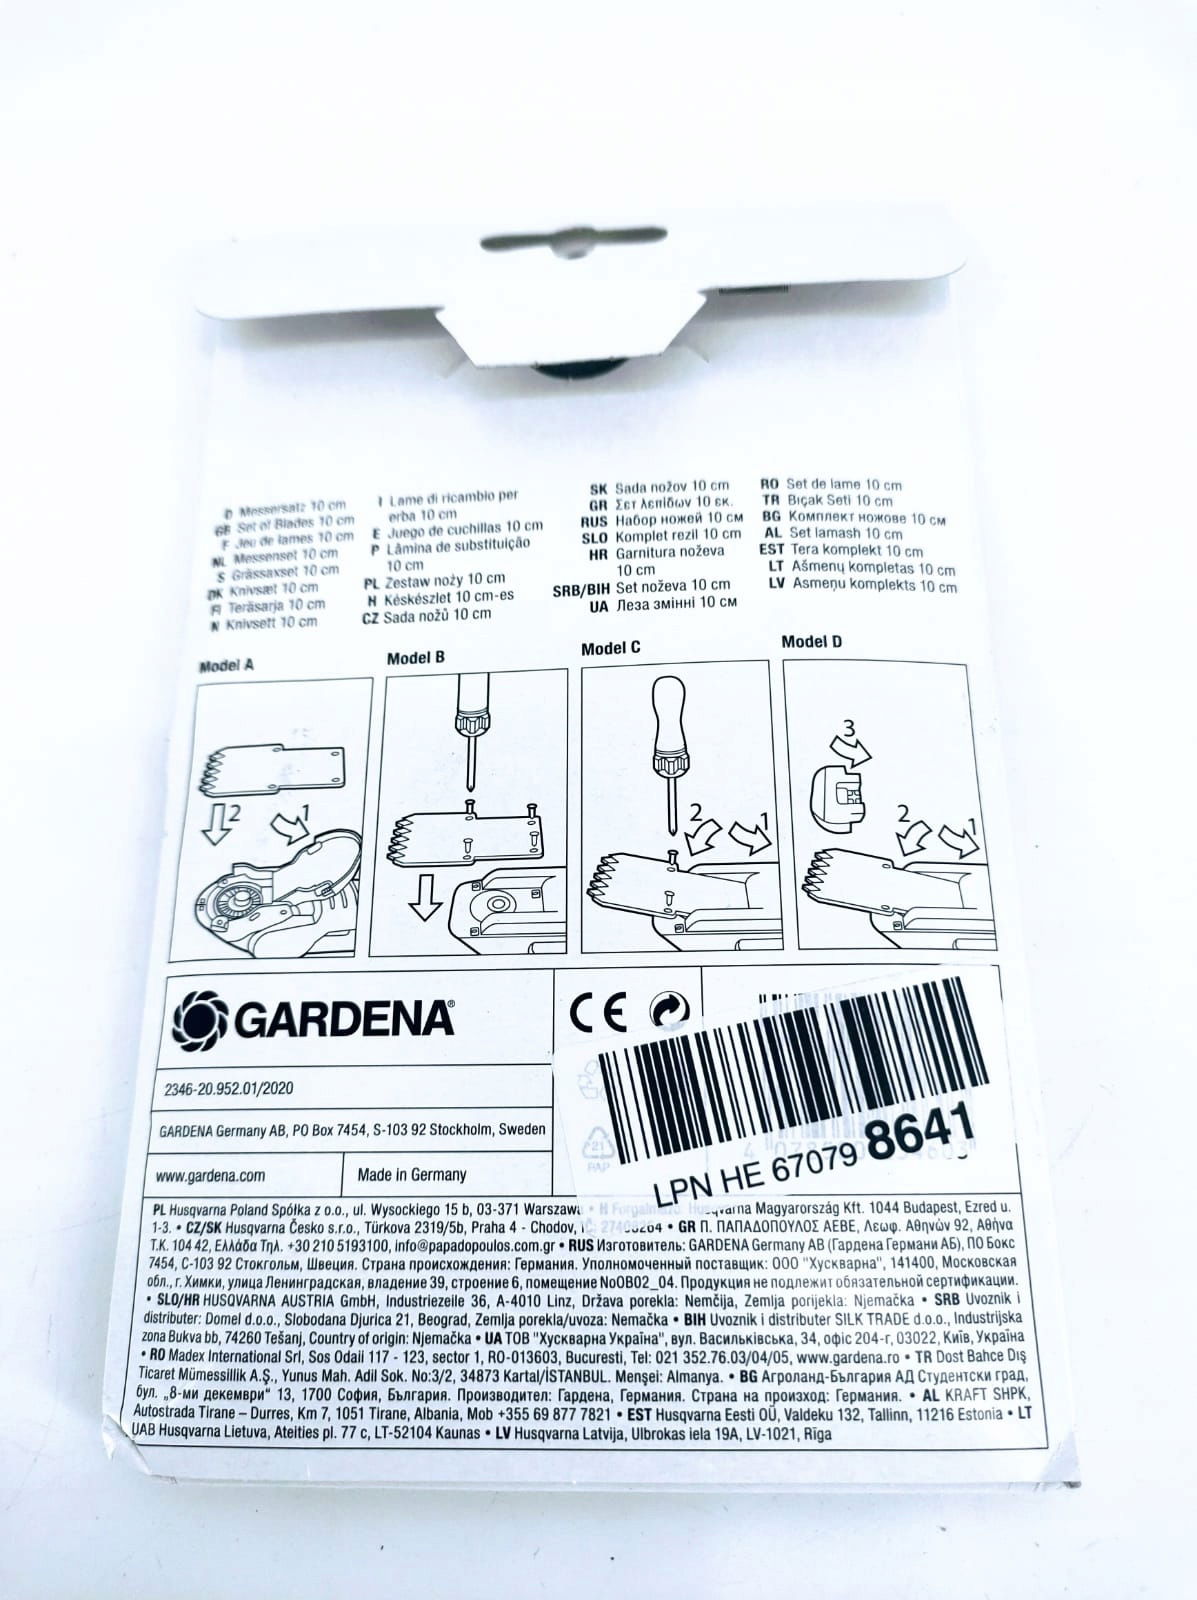 D Messersatz 10 cm
GB Set of Blades 10 cm
F Jeu de lames 10 cm
NL Messenset 10 cm
S Grässaxset 10 cm
DK Knivsæt 10 cm
FI Teräsarja 10 cm
N Knivsett 10 cm
I Lame di ricambio per
erba 10 cm
E Juego de cuchillas 10 cm
P Lâmina de substituição
10 cm
PL Zestaw noży 10 cm
H Késkészlet 10 cm-es
CZ Sada nožů 10 cm
SK Sada nožov 10 cm
GR Σετ λεπίδων 10 εκ.
RUS Набор ножей 10 см
SLO Komplet rezil 10 cm
HR Garnitura noževa
10 cm
SRB/BIH Set noževa 10 cm
UA Леза змінні 10 см
RO Set de lame 10 cm
TR Bıçak Seti 10 cm
BG Комплект ножове 10 см
AL Set lamash 10 cm
EST Tera komplekt 10 cm
LT Ašmenų kompletas 10 cm
LV Asmeņu komplekts 10 cm
Model A
Model B
Model C
Model D
2
1
2
1
3
2
1
GARDENA®
CE
2346-20.952.01/2020
GARDENA Germany AB, PO Box 7454, S-103 92 Stockholm, Sweden
www.gardena.com
Made in Germany
21
PAP
LPN HE 67079 8641
PL Husqvarna Poland Spółka z o.o., ul. Wysockiego 15 b, 03-371 Warszawa • H Husqvarna Magyarország Kft. 1044 Budapest, Ezred u.
1-3. • CZ/SK Husqvarna Česko s.r.o., Türkova 2319/5b, Praha 4 - Chodov, • GR Π. ΠΑΠΑΔΟΠΟΥΛΟΣ ΑΕΒΕ, Λεωφ. Αθηνών 92, Αθήνα
Τ.Κ. 104 42, Ελλάδα Τηλ. +30 210 5193100, info@papadopoulos.com.gr • RUS Изготовитель: GARDENA Germany AB (Гардена Германи АБ), ПО Бокс
7454, С-103 92 Стокгольм, Швеция. Страна происхождения: Германия. Уполномоченный поставщик: ООО "Хускварна", 141400, Московская
обл., г. Химки, улица Ленинградская, владение 39, строение 6, помещение №OB02_04. Продукция не подлежит обязательной сертификации.
• SLO/HR HUSQVARNA AUSTRIA GmbH, Industriezeile 36, A-4010 Linz, Država porekla: Nemčija, Zemlja porijekla: Njemačka • SRB Uvoznik i
distributer: Domel d.o.o., Slobodana Djurica 21, Beograd, Zemlja porekla/uvoza: Nemačka • BIH Uvoznik i distributer SILK TRADE d.o.o., Industrijska
zona Bukva bb, 74260 Tešanj, Country of origin: Njemačka • UA ТОВ "Хускварна Україна", вул. Васильківська, 34, офіс 204-г, 03022, Київ, Україна
• RO Madex International Srl, Sos Odaii 117 - 123, sector 1, RO-013603, Bucuresti, Tel: 021 352.76.03/04/05, www.gardena.ro • TR Dost Bahce Dış
Ticaret Mümessillik A.Ş., Yunus Mah. Adil Sok. No:3/2, 34873 Kartal/İSTANBUL. Menşei: Almanya. • BG Агроланд-България АД Студентски град,
бул. „8-ми декември“ 13, 1700 София, България. Производител: Гардена, Германия. Страна на произход: Германия. • AL KRAFT SHPK,
Autostrada Tirane – Durres, Km 7, 1051 Tirane, Albania, Mob +355 69 877 7821 • EST Husqvarna Eesti OÜ, Valdeku 132, Tallinn, 11216 Estonia • LT
UAB Husqvarna Lietuva, Ateities pl. 77 c, LT-52104 Kaunas • LV Husqvarna Latvija, Ulbrokas iela 19A, LV-1021, Rīga